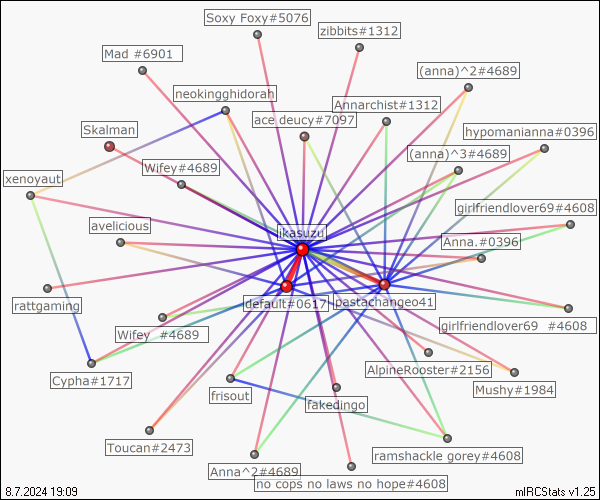 Soxy Foxy#5076
zibbits#1312
Mad #6901
(anna)^2#4689
neokingghidorah
Annarchist#1312
ace deucy#7097
Skalman
hypomanianna#0396
(anna)^3#4689
Wifey#4689
xenoyaut
girlfriendlover69#4608
avelicious
ikasuzu
Anna.#0396
rattgaming
default#0617
pastachangeo41
girlfriendlover69 #4608
Wifey #4689
AlpineRooster#2156
Cypha#1717
Mushy#1984
frisout
fakedingo
Toucan#2473
ramshackle gorey#4608
Anna^2#4689
no cops no laws no hope#4608
8.7.2024 19:09
mIRCStats v1.25